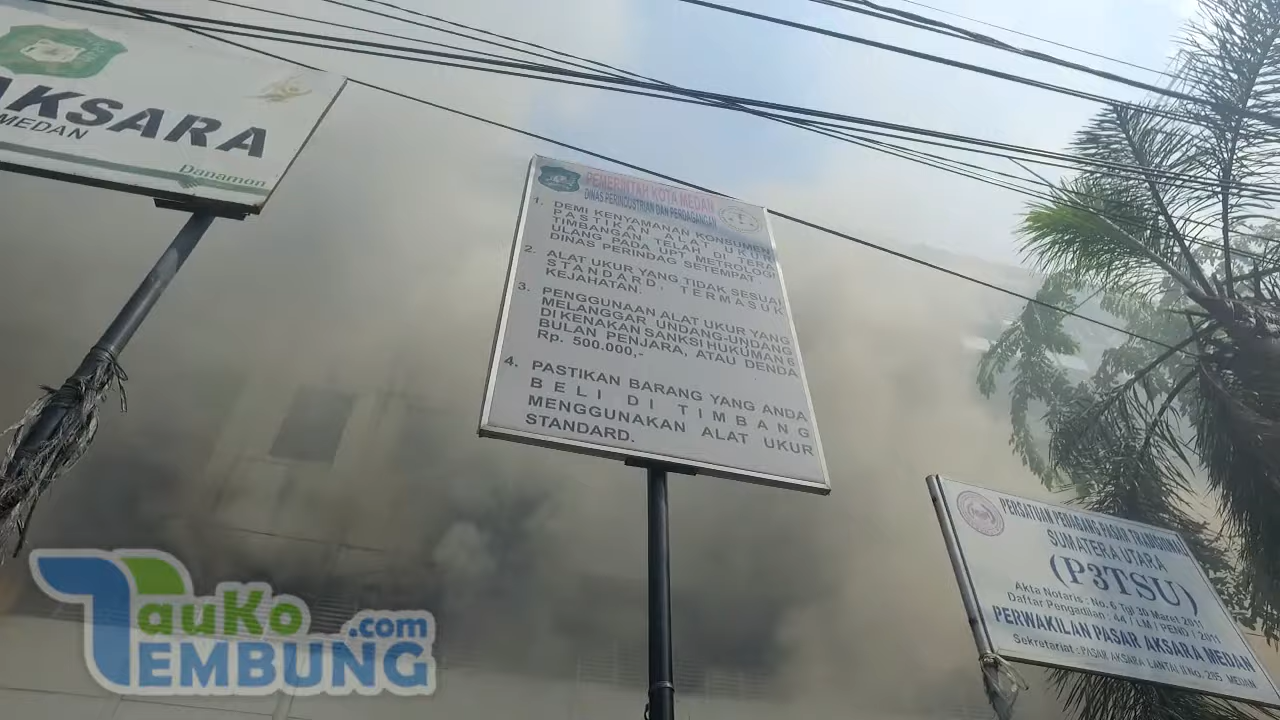 AKSARA
MEDAN
Danamon
PEMERINTAH KOTA MEDAN
DINAS PERINDUSTRIAN DAN PERDAGANGAN
1. DEMI KENYAMANAN KONSUMEN
PASTIKAN ALAT UKUR
TIMBANGAN TELAH DI TERA
ULANG PADA UPT. METROLOGI
DINAS PERINDAG SETEMPAT
2. ALAT UKUR YANG TIDAK SESUAI
STANDARD, TERMASUK
KEJAHATAN.
3. PENGGUNAAN ALAT UKUR YANG
MELANGGAR UNDANG-UNDANG
DI KENAKAN SANKSI HUKUMAN 6
BULAN PENJARA, ATAU DENDA
Rp. 500.000,-
4. PASTIKAN BARANG YANG ANDA
BELI DI TIMBANG
MENGGUNAKAN ALAT UKUR
STANDARD.
PERSATUAN PEDAGANG PASAR TRADISIONAL
SUMATERA UTARA
(P3TSU)
Akta Notaris : No. 6 Tgl 30 Maret 2011
Daftar Pengadilan : 44 / LM / PEND / 2011
PERWAKILAN PASAR AKSARA MEDAN
Sekretariat : PASAR AKSARA LANTAI II No. 285 MEDAN
TauKo
TEMBUNG.com